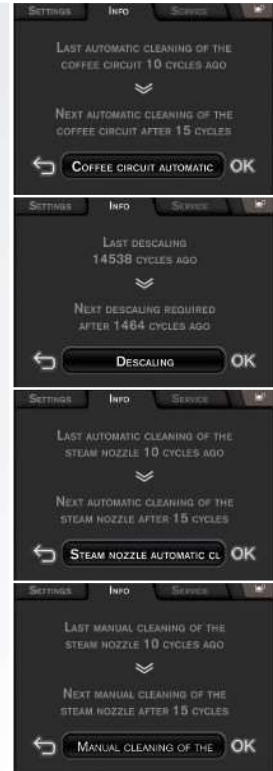 Settings Info Service
Last automatic cleaning of the
coffee circuit 10 cycles ago
Next automatic cleaning of the
coffee circuit after 15 cycles
Coffee circuit automatic OK
Settings Info Service
Last descaling
14538 cycles ago
Next descaling required
after 1464 cycles ago
Descaling OK
Settings Info Service
Last automatic cleaning of the
steam nozzle 10 cycles ago
Next automatic cleaning of the
steam nozzle after 15 cycles
Steam nozzle automatic cl OK
Settings Info Service
Last manual cleaning of the
steam nozzle 10 cycles ago
Next manual cleaning of the
steam nozzle after 15 cycles
Manual cleaning of the OK